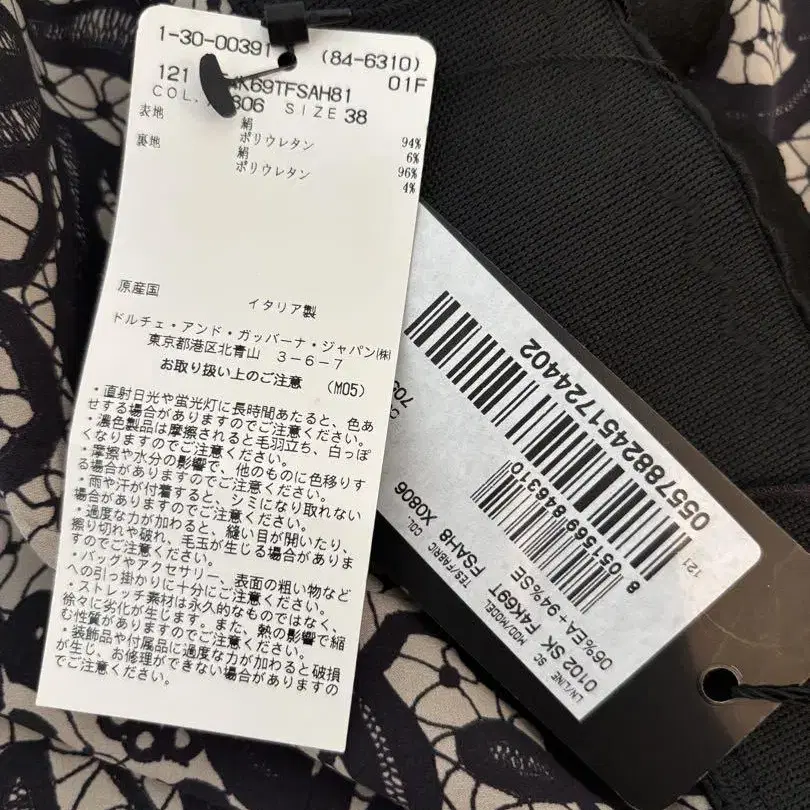 1-30-00391 (84-6310)
121 F4K69TFSAH81 01F
COL. X0806 SIZE 38
表地 絹 94%
ポリウレタン 6%
裏地 絹 96%
ポリウレタン 4%
原産国 イタリア製
ドルチェ・アンド・ガッバーナ・ジャパン㈱
東京都港区北青山 3-6-7
お取り扱い上のご注意 (M05)
・直射日光や蛍光灯に長時間あたると、色あ
せする場合がありますのでご注意ください。
・濃色製品は摩擦されると毛羽立ち、白っぽ
くなりますのでご注意ください。
・摩擦や水分の影響で、他のものに色移りす
る場合がありますのでご注意ください。
・雨や汗が付着すると、シミになり取れない
場合がありますのでご注意ください。
・過度な力が加わると、縫い目が開いたり、
擦り切れや破れ、毛玉が生じる場合がありま
すのでご注意ください。
・バッグやアクセサリー、表面の粗い物など
への引っ掛かりに十分にご注意ください。
・ストレッチ素材は永久的なものではなく、
徐々に劣化が生じます。また、熱の影響で縮
む性質がありますのでご注意ください。
・装飾品や付属品に過度な力が加わると破損
が生じ、お修理ができない場合がありますの
でご注意ください。
0557882451724402
121
8051569846310
COL X0806
TES/FABRIC FSAH8
MOD/MODEL F4K69T
SC SK
LN/LINE 0102
06%EA+94%SE